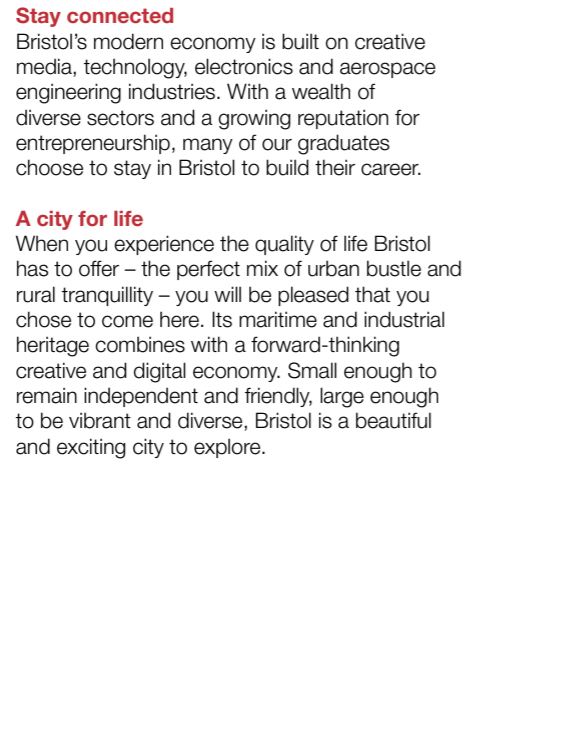 Stay connected
Bristol’s modern economy is built on creative
media, technology, electronics and aerospace
engineering industries. With a wealth of
diverse sectors and a growing reputation for
entrepreneurship, many of our graduates
choose to stay in Bristol to build their career.
A city for life
When you experience the quality of life Bristol
has to offer – the perfect mix of urban bustle and
rural tranquillity – you will be pleased that you
chose to come here. Its maritime and industrial
heritage combines with a forward-thinking
creative and digital economy. Small enough to
remain independent and friendly, large enough
to be vibrant and diverse, Bristol is a beautiful
and exciting city to explore.